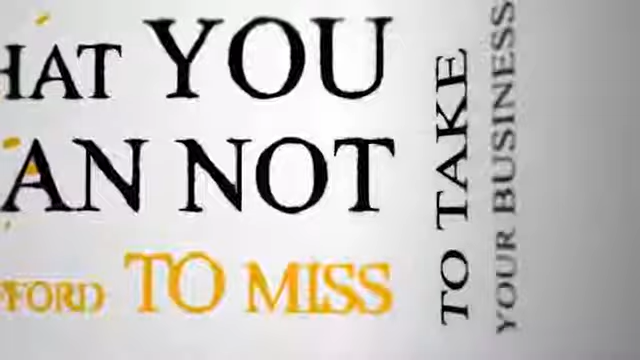 HAT YOU
AN NOT
FFORD TO MISS
TO TAKE
YOUR BUSINESS